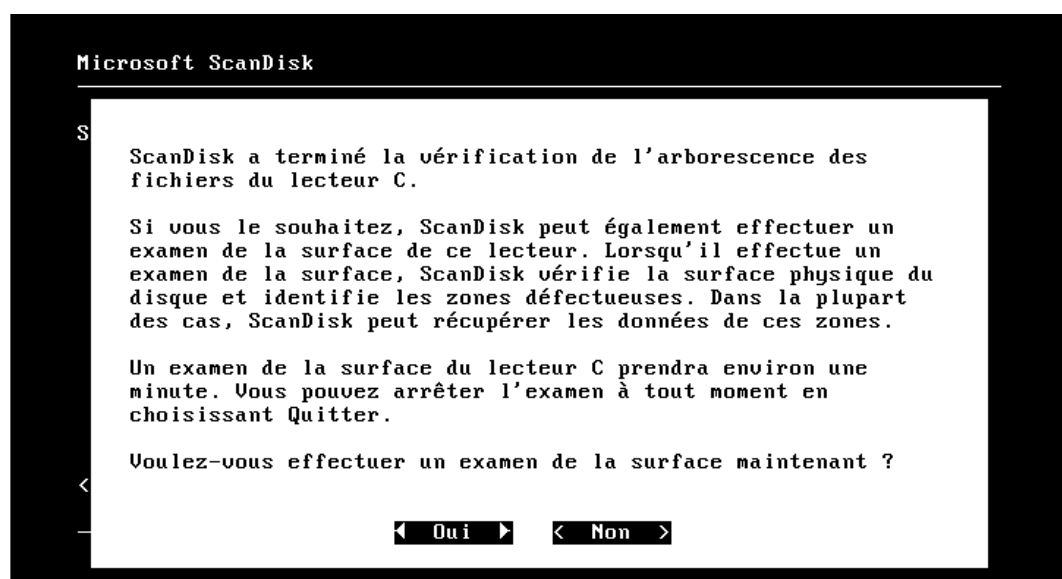 Microsoft ScanDisk
S
ScanDisk a terminé la vérification de l'arborescence des
fichiers du lecteur C.
Si vous le souhaitez, ScanDisk peut également effectuer un
examen de la surface de ce lecteur. Lorsqu'il effectue un
examen de la surface, ScanDisk vérifie la surface physique du
disque et identifie les zones défectueuses. Dans la plupart
des cas, ScanDisk peut récupérer les données de ces zones.
Un examen de la surface du lecteur C prendra environ une
minute. Vous pouvez arrêter l'examen à tout moment en
choisissant Quitter.
Voulez-vous effectuer un examen de la surface maintenant ?
<
◄ Oui ► < Non >